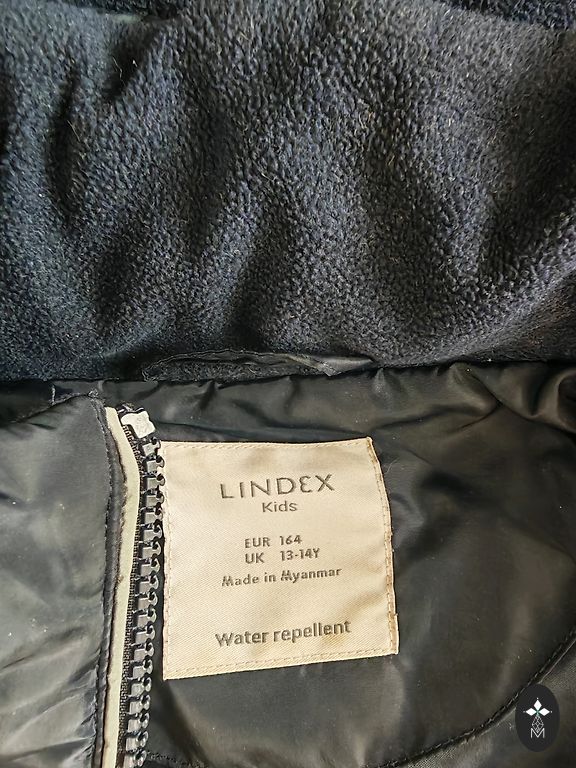 LINDEX
Kids
EUR 164
UK 13-14Y
Made in Myanmar
Water repellent
M